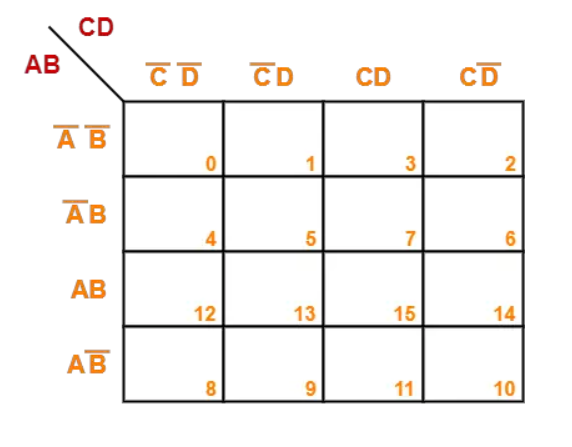 CD
AB
C̅ D̅ C̅ D CD C D̅
A̅ B̅ 0 1 3 2
A̅ B 4 5 7 6
AB 12 13 15 14
A B̅ 8 9 11 10